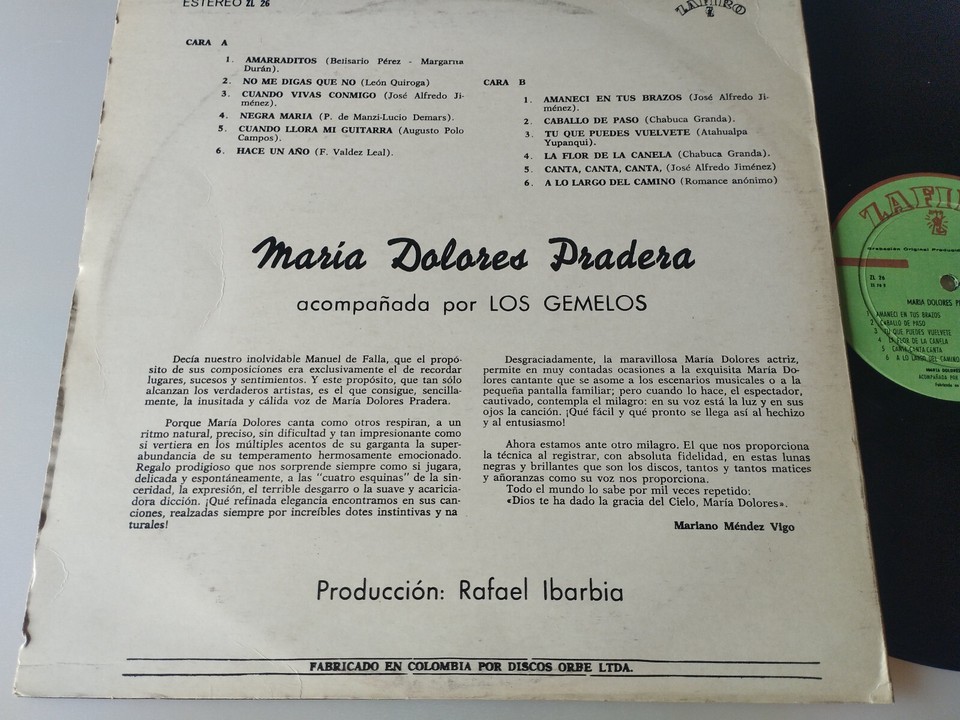 ESTEREO ZL 26
ZAFIRO
Z
CARA A
1. AMARRADITOS (Belisario Pérez - Margarita
Durán).
2. NO ME DIGAS QUE NO (León Quiroga)
3. CUANDO VIVAS CONMIGO (José Alfredo Ji-
ménez).
4. NEGRA MARIA (P. de Manzi-Lucio Demars).
5. CUANDO LLORA MI GUITARRA (Augusto Polo
Campos).
6. HACE UN AÑO (F. Valdez Leal).
CARA B
1. AMANECI EN TUS BRAZOS (José Alfredo Ji-
ménez).
2. CABALLO DE PASO (Chabuca Granda).
3. TU QUE PUEDES VUELVETE (Atahualpa
Yupanqui).
4. LA FLOR DE LA CANELA (Chabuca Granda).
5. CANTA, CANTA, CANTA, (José Alfredo Jiménez)
6. A LO LARGO DEL CAMINO (Romance anónimo)
María Dolores Pradera
acompañada por LOS GEMELOS
Decía nuestro inolvidable Manuel de Falla, que el propó-
sito de sus composiciones era exclusivamente el de recordar
lugares, sucesos y sentimientos. Y este propósito, que tan sólo
alcanzan los verdaderos artistas, es el que consigue, sencilla-
mente, la inusitada y cálida voz de María Dolores Pradera.
Porque María Dolores canta como otros respiran, a un
ritmo natural, preciso, sin dificultad y tan impresionante como
si vertiera en los múltiples acentos de su garganta la super-
abundancia de su temperamento hermosamente emocionado.
Regalo prodigioso que nos sorprende siempre como si jugara,
delicada y espontáneamente, a las "cuatro esquinas" de la sin-
ceridad, la expresión, el terrible desgarro o la suave y acaricia-
dora dicción. ¡Qué refinada elegancia encontramos en sus can-
ciones, realzadas siempre por increíbles dotes instintivas y na
turales!
Desgraciadamente, la maravillosa María Dolores actriz,
permite en muy contadas ocasiones a la exquisita María Do-
lores cantante que se asome a los escenarios musicales o a la
pequeña pantalla familiar; pero cuando lo hace, el espectador,
cautivado, contempla el milagro: en su voz está la luz y en sus
ojos la canción. ¡Qué fácil y qué pronto se llega así al hechizo
y al entusiasmo!
Ahora estamos ante otro milagro. El que nos proporciona
la técnica al registrar, con absoluta fidelidad, en estas lunas
negras y brillantes que son los discos, tantos y tantos matices
y añoranzas como su voz nos proporciona.
Todo el mundo lo sabe por mil veces repetido:
«Dios te ha dado la gracia del Cielo, María Dolores».
Mariano Méndez Vigo
Producción: Rafael Ibarbia
FABRICADO EN COLOMBIA POR DISCOS ORBE LTDA.
ZAFI
Grabación Original Produci
ZL 26
MARIA DOLORES P
1. AMANECI EN TUS BRAZOS
2. CABALLO DE PASO
3. TU QUE PUEDES VUELVETE
4. LA FLOR DE LA CANELA
5. CANTA CANTA CANTA
6. A LO LARGO DEL CAMINO
MARIA DOLORES
ACOMPAÑADA POR